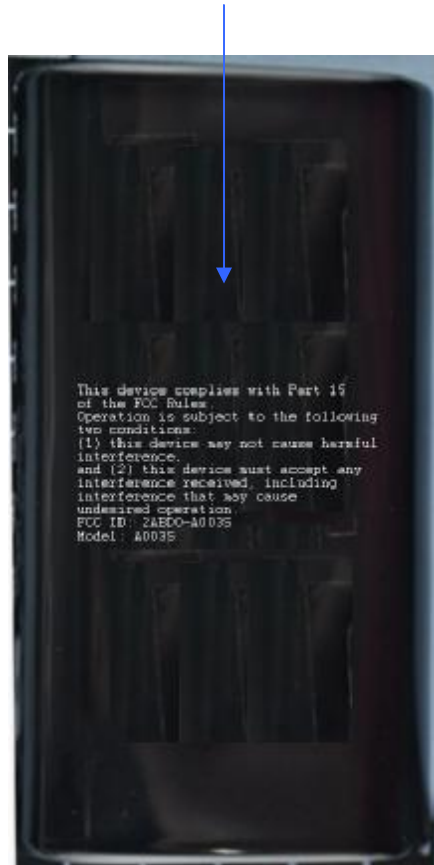 This device complies with Part 15
of the FCC Rules.
Operation is subject to the following
two conditions:
(1) this device may not cause harmful
interference,
and (2) this device must accept any
interference received, including
interference that may cause
undesired operation.
FCC ID: 2ABDO-A0035
Model: A0035